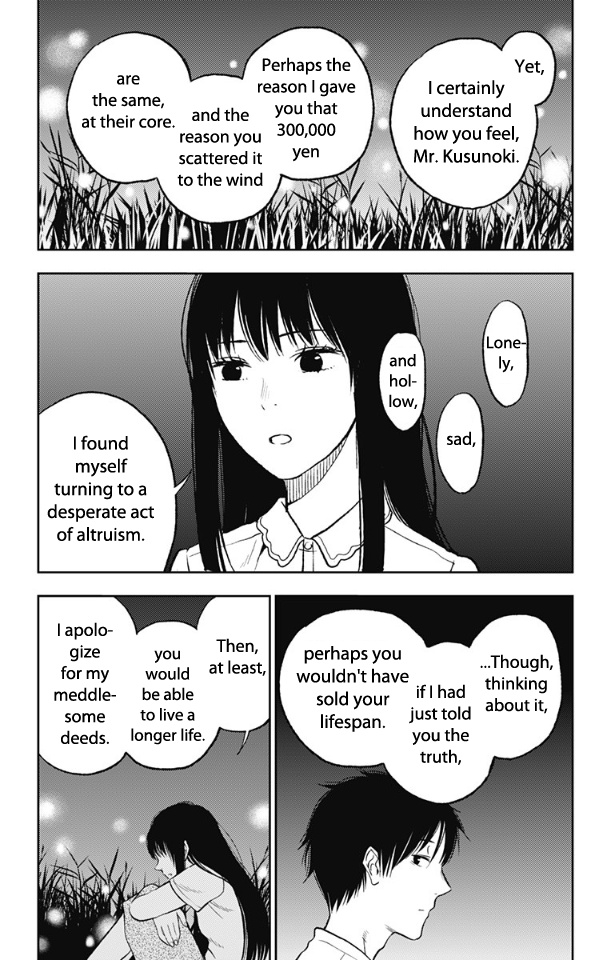 Yet,
I certainly
understand
how you feel,
Mr. Kusunoki.
Perhaps the
reason I gave
you that
300,000
yen
and the
reason you
scattered it
to the wind
are
the same,
at their core.
Lone-
ly,
sad,
and
hol-
low,
I found
myself
turning to a
desperate act
of altruism.
...Though,
thinking
about it,
if I had
just told
you the
truth,
perhaps you
wouldn't have
sold your
lifespan.
Then,
at least,
you
would
be able
to live a
longer life.
I apolo-
gize
for my
meddle-
some
deeds.